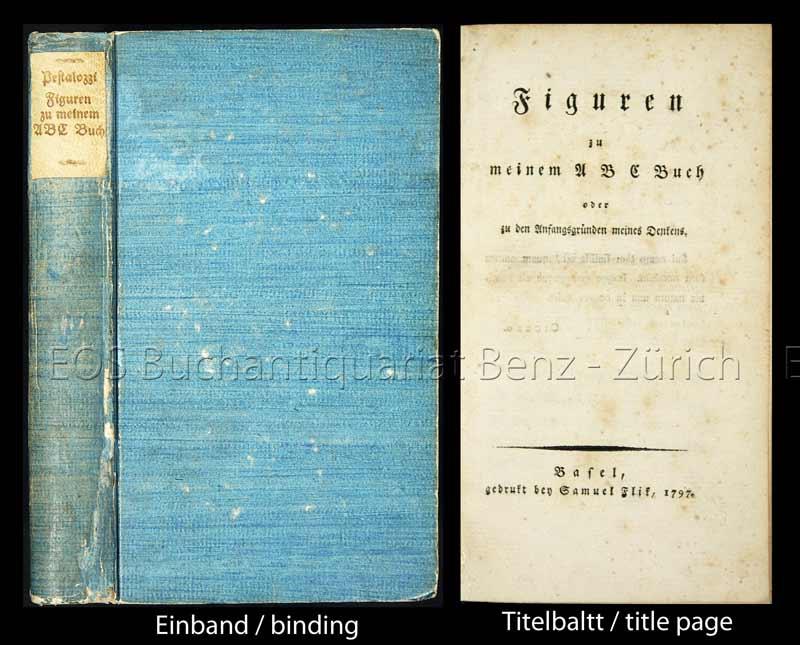 Pestalozzi
Figuren
zu meinem
ABC Buch
Figuren
zu
meinem A B C Buch
oder
zu den Anfangsgründen meines Denkens.
Basel,
gedrukt bey Samuel Flik, 1797.
EOS Buchantiquariat Benz - Zürich
E
Einband / binding
Titelbaltt / title page